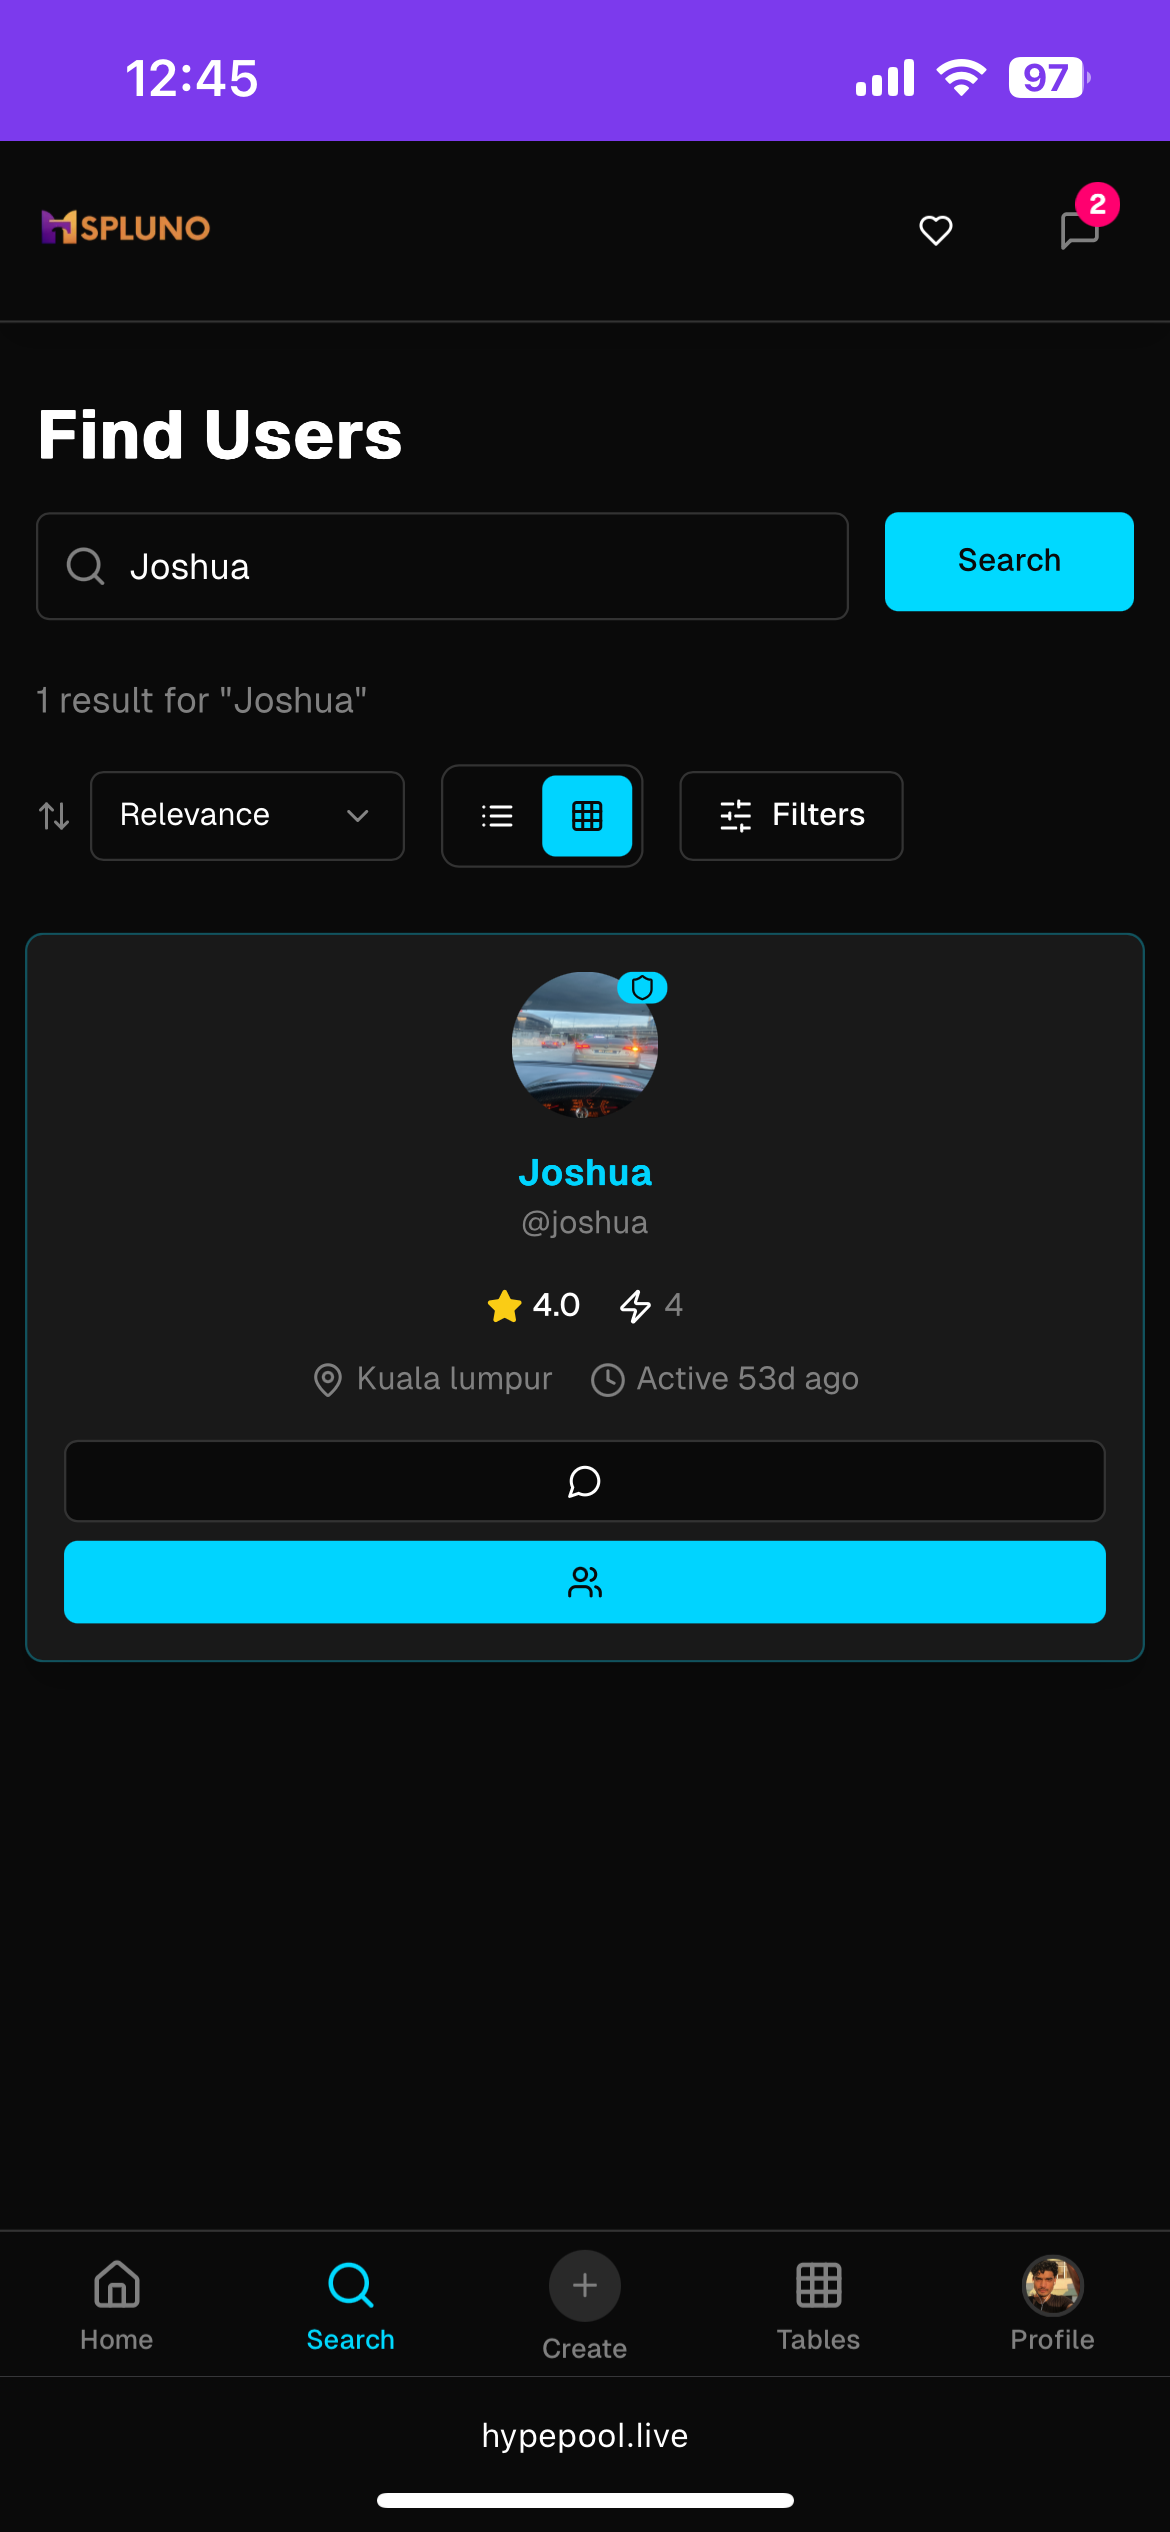 12:45
97
SPLUNO
2
Find Users
Joshua
Search
1 result for "Joshua"
Relevance
Filters
Joshua
@joshua
4.0 4
Kuala lumpur Active 53d ago
Home
Search
Create
Tables
Profile
hypepool.live